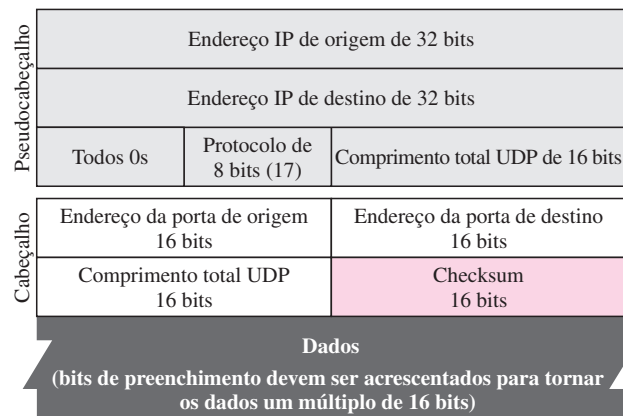 Pseudocabeçalho
Endereço IP de origem de 32 bits
Endereço IP de destino de 32 bits
Todos 0s
Protocolo de
8 bits (17)
Comprimento total UDP de 16 bits
Cabeçalho
Endereço da porta de origem
16 bits
Endereço da porta de destino
16 bits
Comprimento total UDP
16 bits
Checksum
16 bits
Dados
(bits de preenchimento devem ser acrescentados para tornar
os dados um múltiplo de 16 bits)